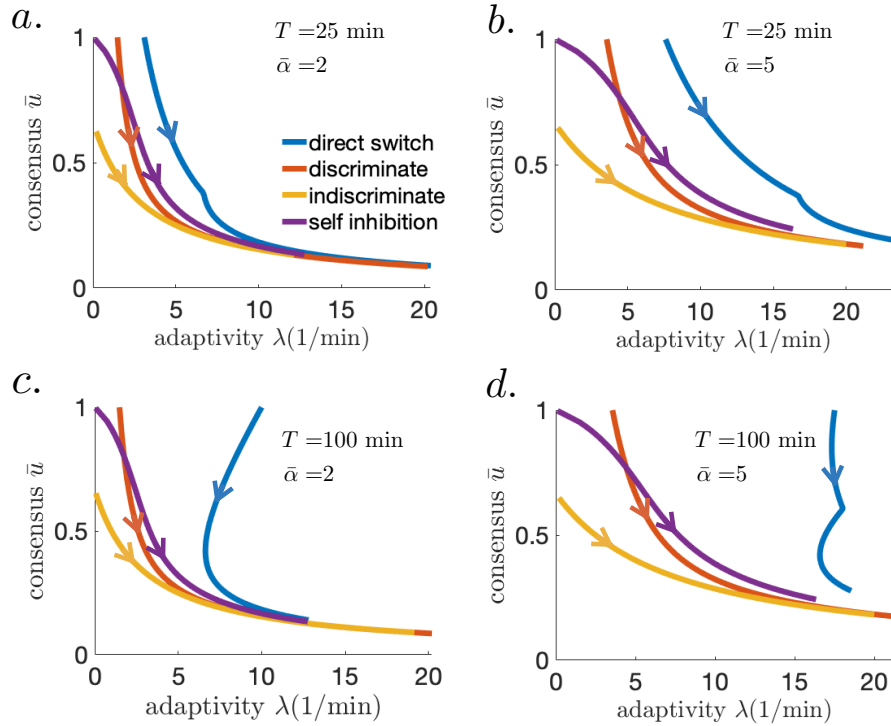 a.
T =25 min
ᾱ =2
consensus ū
1
0.5
0
direct switch
discriminate
indiscriminate
self inhibition
0 5 10 15 20
adaptivity λ(1/min)
b.
T =25 min
ᾱ =5
consensus ū
1
0.5
0
0 5 10 15 20
adaptivity λ(1/min)
c.
T =100 min
ᾱ =2
consensus ū
1
0.5
0
0 5 10 15 20
adaptivity λ(1/min)
d.
T =100 min
ᾱ =5
consensus ū
1
0.5
0
0 5 10 15 20
adaptivity λ(1/min)